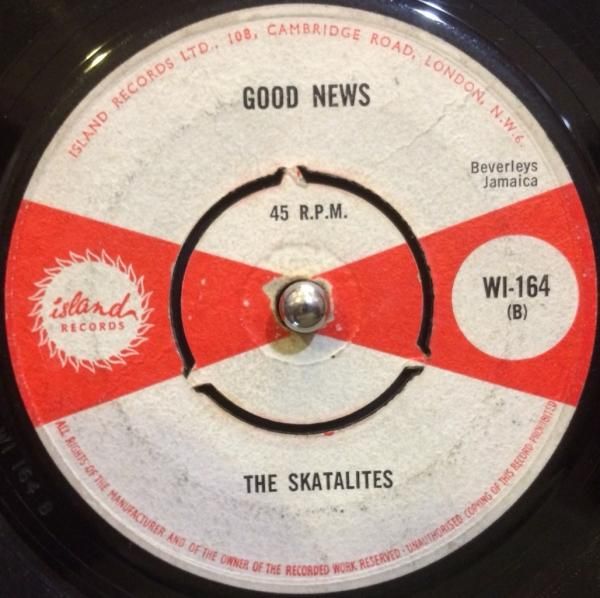 ISLAND RECORDS LTD., 108, CAMBRIDGE ROAD, LONDON, N.W.6.
GOOD NEWS
Beverleys
Jamaica
45 R.P.M.
island
RECORDS
WI-164
(B)
THE SKATALITES
ALL RIGHTS OF THE MANUFACTURER AND OF THE OWNER OF THE RECORDED WORK RESERVED · UNAUTHORISED COPYING OF THIS RECORD PROHIBITED
WI 164 B